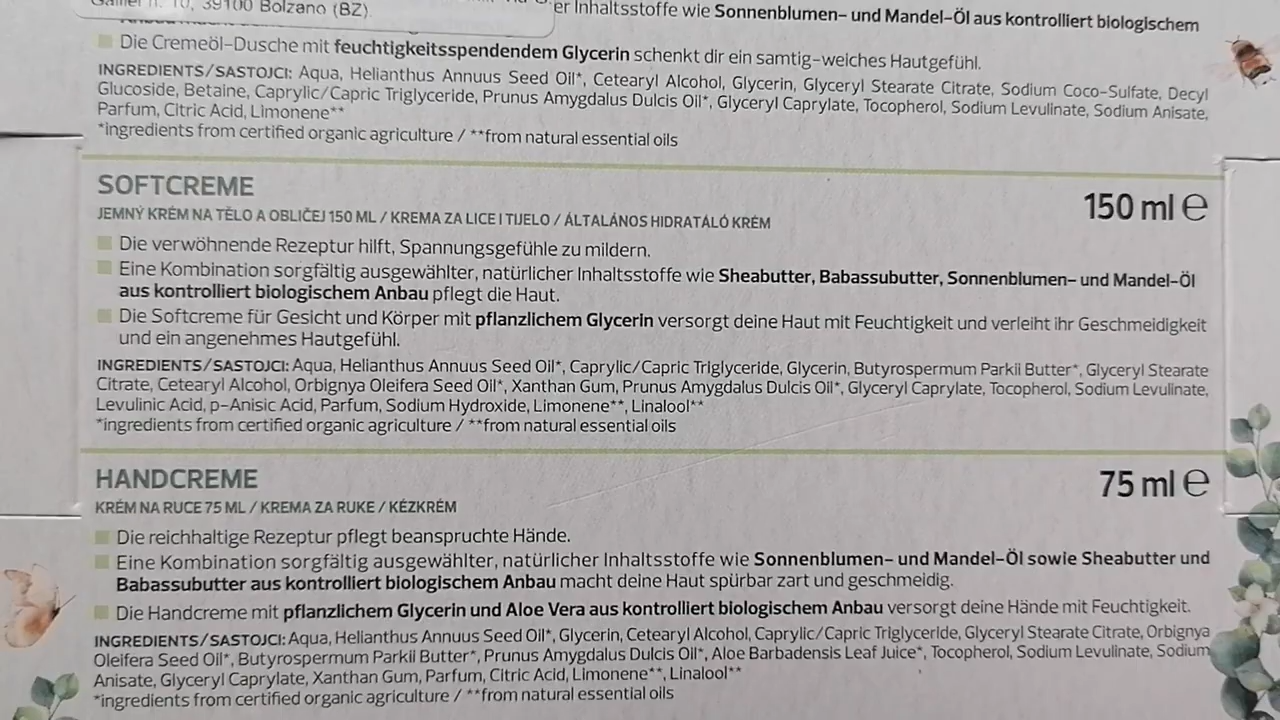 n. 10, 39100 Bolzano (BZ)
er Inhaltsstoffe wie Sonnenblumen- und Mandel-Öl aus kontrolliert biologischem
Die Cremeöl-Dusche mit feuchtigkeitsspendendem Glycerin schenkt dir ein samtig-weiches Hautgefühl.
INGREDIENTS/SASTOJCI: Aqua, Helianthus Annuus Seed Oil*, Cetearyl Alcohol, Glycerin, Glyceryl Stearate Citrate, Sodium Coco-Sulfate, Decyl
Glucoside, Betaine, Caprylic/Capric Triglyceride, Prunus Amygdalus Dulcis Oil*, Glyceryl Caprylate, Tocopherol, Sodium Levulinate, Sodium Anisate,
Parfum, Citric Acid, Limonene**
*ingredients from certified organic agriculture / **from natural essential oils
SOFTCREME
150 ml ℮
JEMNÝ KRÉM NA TĚLO A OBLIČEJ 150 ML / KREMA ZA LICE I TIJELO / ÁLTALÁNOS HIDRATÁLÓ KRÉM
Die verwöhnende Rezeptur hilft, Spannungsgefühle zu mildern.
Eine Kombination sorgfältig ausgewählter, natürlicher Inhaltsstoffe wie Sheabutter, Babassubutter, Sonnenblumen- und Mandel-Öl
aus kontrolliert biologischem Anbau pflegt die Haut.
Die Softcreme für Gesicht und Körper mit pflanzlichem Glycerin versorgt deine Haut mit Feuchtigkeit und verleiht ihr Geschmeidigkeit
und ein angenehmes Hautgefühl.
INGREDIENTS/SASTOJCI: Aqua, Helianthus Annuus Seed Oil*, Caprylic/Capric Triglyceride, Glycerin, Butyrospermum Parkii Butter*, Glyceryl Stearate
Citrate, Cetearyl Alcohol, Orbignya Oleifera Seed Oil*, Xanthan Gum, Prunus Amygdalus Dulcis Oil*, Glyceryl Caprylate, Tocopherol, Sodium Levulinate,
Levulinic Acid, p-Anisic Acid, Parfum, Sodium Hydroxide, Limonene**, Linalool**
*ingredients from certified organic agriculture / **from natural essential oils
HANDCREME
75 ml ℮
KRÉM NA RUCE 75 ML / KREMA ZA RUKE / KÉZKRÉM
Die reichhaltige Rezeptur pflegt beanspruchte Hände.
Eine Kombination sorgfältig ausgewählter, natürlicher Inhaltsstoffe wie Sonnenblumen- und Mandel-Öl sowie Sheabutter und
Babassubutter aus kontrolliert biologischem Anbau macht deine Haut spürbar zart und geschmeidig.
Die Handcreme mit pflanzlichem Glycerin und Aloe Vera aus kontrolliert biologischem Anbau versorgt deine Hände mit Feuchtigkeit.
INGREDIENTS/SASTOJCI: Aqua, Helianthus Annuus Seed Oil*, Glycerin, Cetearyl Alcohol, Caprylic/Capric Triglyceride, Glyceryl Stearate Citrate, Orbignya
Oleifera Seed Oil*, Butyrospermum Parkii Butter*, Prunus Amygdalus Dulcis Oil*, Aloe Barbadensis Leaf Juice*, Tocopherol, Sodium Levulinate, Sodium
Anisate, Glyceryl Caprylate, Xanthan Gum, Parfum, Citric Acid, Limonene**, Linalool**
*ingredients from certified organic agriculture / **from natural essential oils